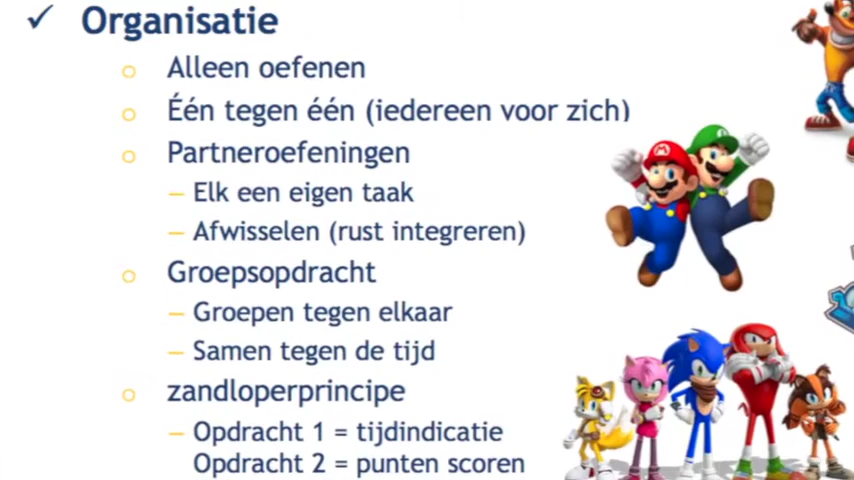 ✓ Organisatie
o Alleen oefenen
o Één tegen één (iedereen voor zich)
o Partneroefeningen
– Elk een eigen taak
– Afwisselen (rust integreren)
o Groepsopdracht
– Groepen tegen elkaar
– Samen tegen de tijd
o zandloperprincipe
– Opdracht 1 = tijdindicatie
Opdracht 2 = punten scoren